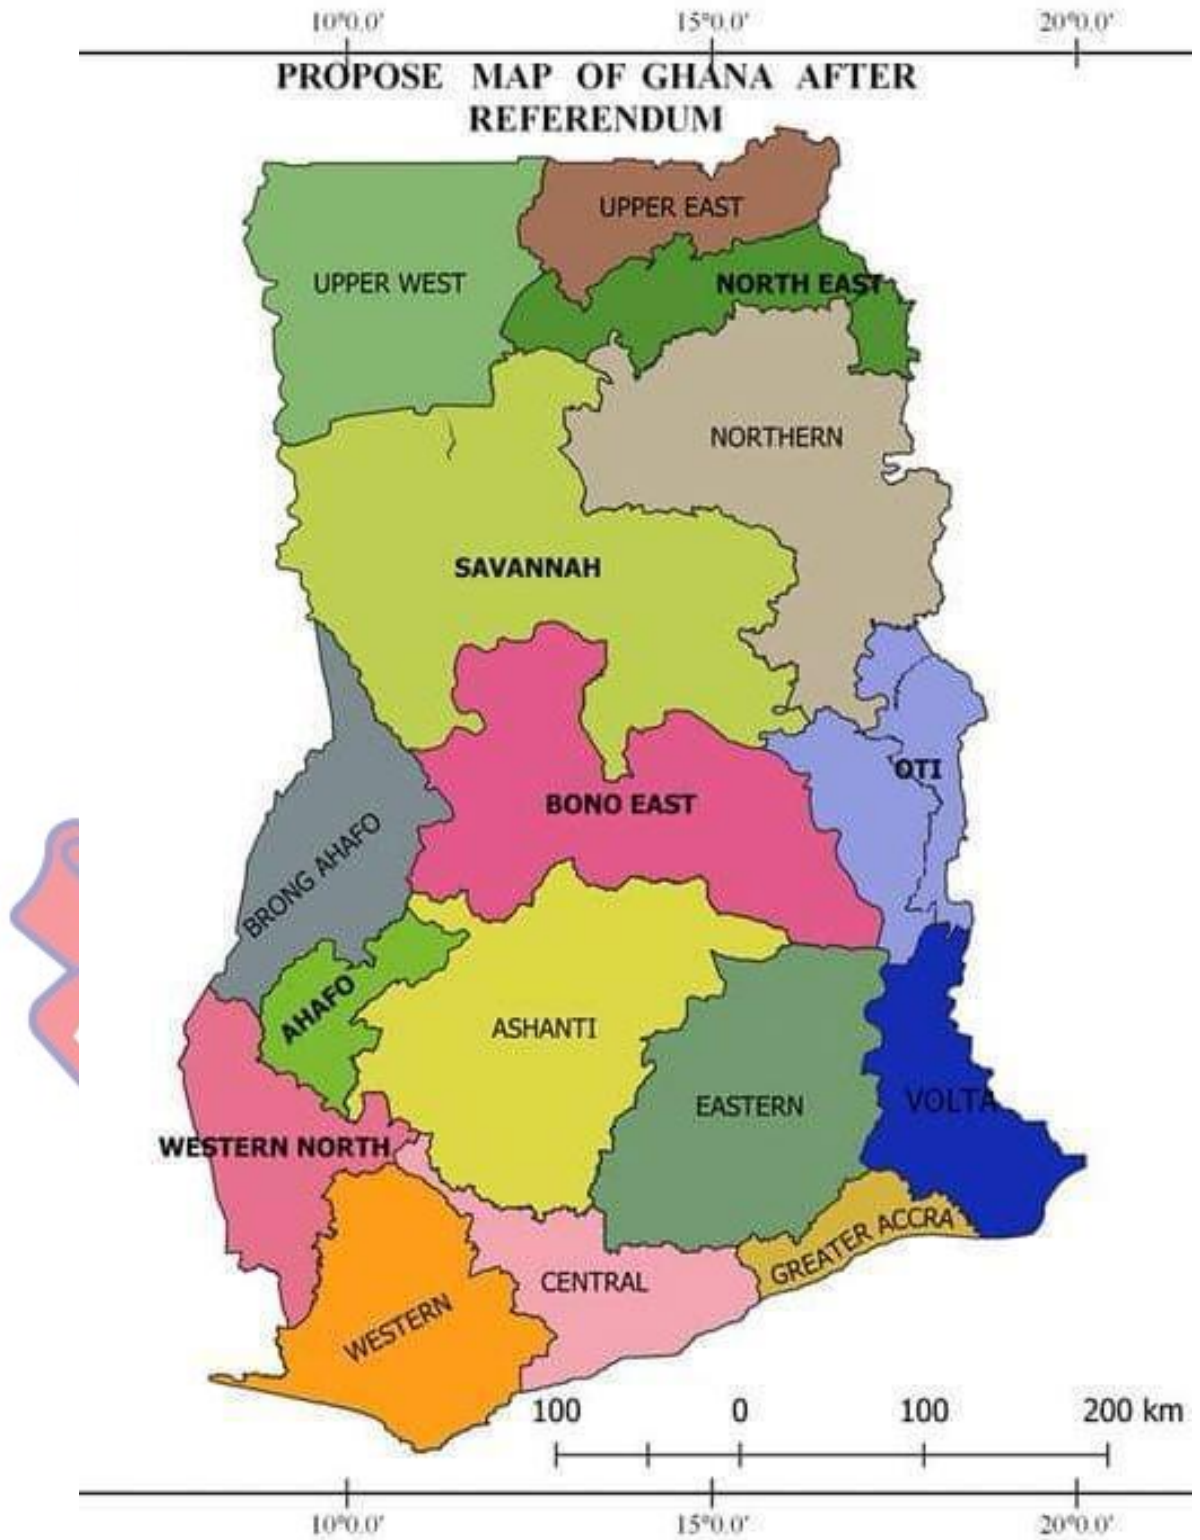 10°0.0'
15°0.0'
20°0.0'
PROPOSE MAP OF GHANA AFTER
REFERENDUM
UPPER EAST
UPPER WEST
NORTH EAST
NORTHERN
SAVANNAH
OTI
BONO EAST
BRONG AHAFO
AHAFO
ASHANTI
EASTERN
VOLTA
WESTERN NORTH
GREATER ACCRA
CENTRAL
WESTERN
100 0 100 200 km
10°0.0'
15°0.0'
20°0.0'